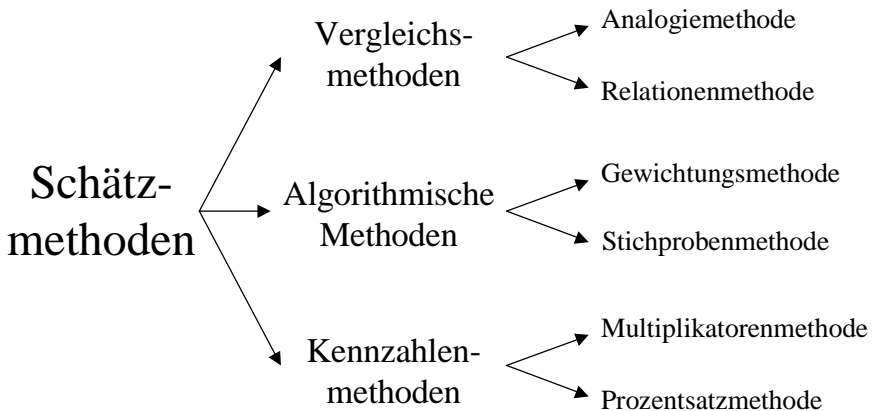 Schätz-
methoden
Vergleichs-
methoden
Analogiemethode
Relationenmethode
Algorithmische
Methoden
Gewichtungsmethode
Stichprobenmethode
Kennzahlen-
methoden
Multiplikatorenmethode
Prozentsatzmethode